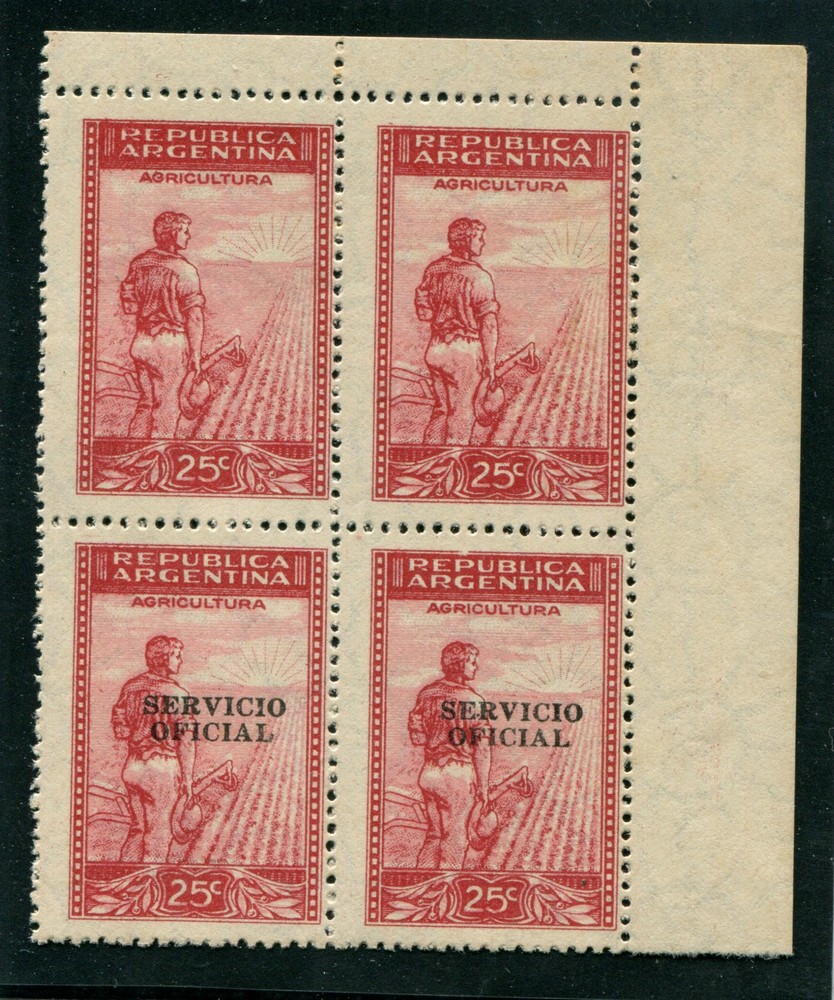 REPUBLICA
ARGENTINA
AGRICULTURA
25c
REPUBLICA
ARGENTINA
AGRICULTURA
25c
REPUBLICA
ARGENTINA
AGRICULTURA
SERVICIO
OFICIAL
25c
REPUBLICA
ARGENTINA
AGRICULTURA
SERVICIO
OFICIAL
25c